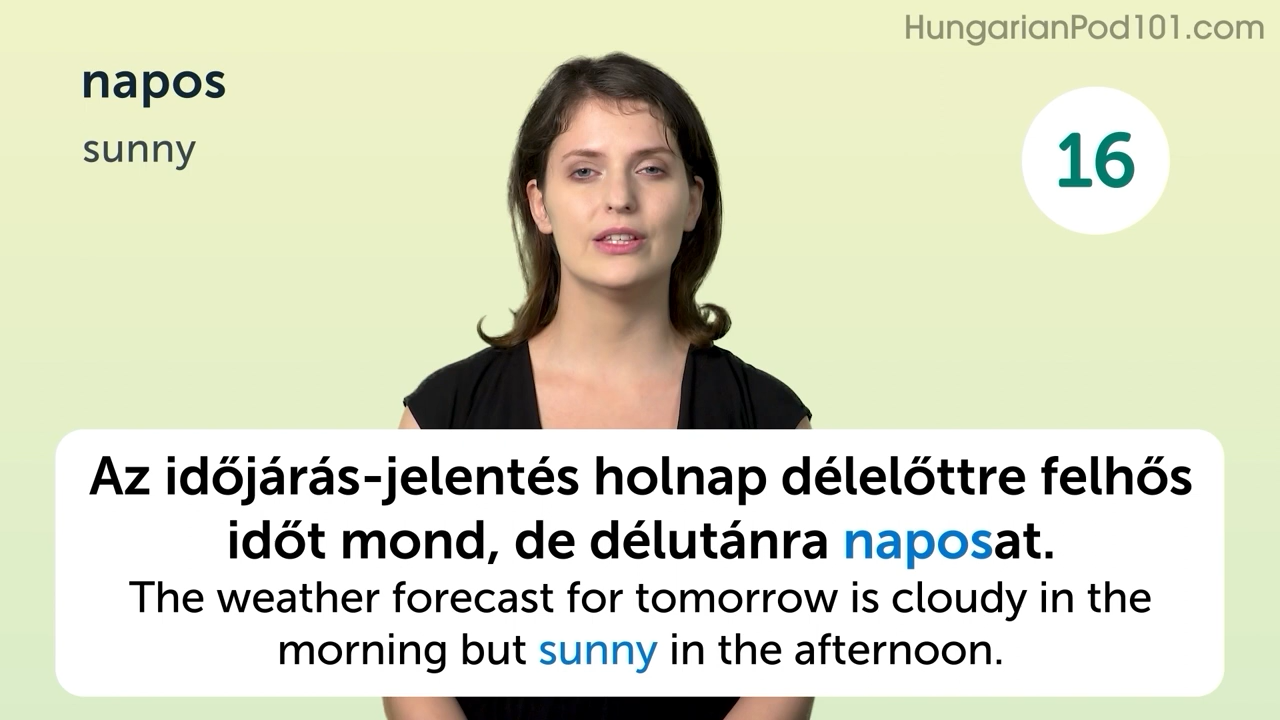 HungarianPod101.com
napos
sunny
16
Az időjárás-jelentés holnap délelőttre felhős
időt mond, de délutánra naposat.
The weather forecast for tomorrow is cloudy in the
morning but sunny in the afternoon.